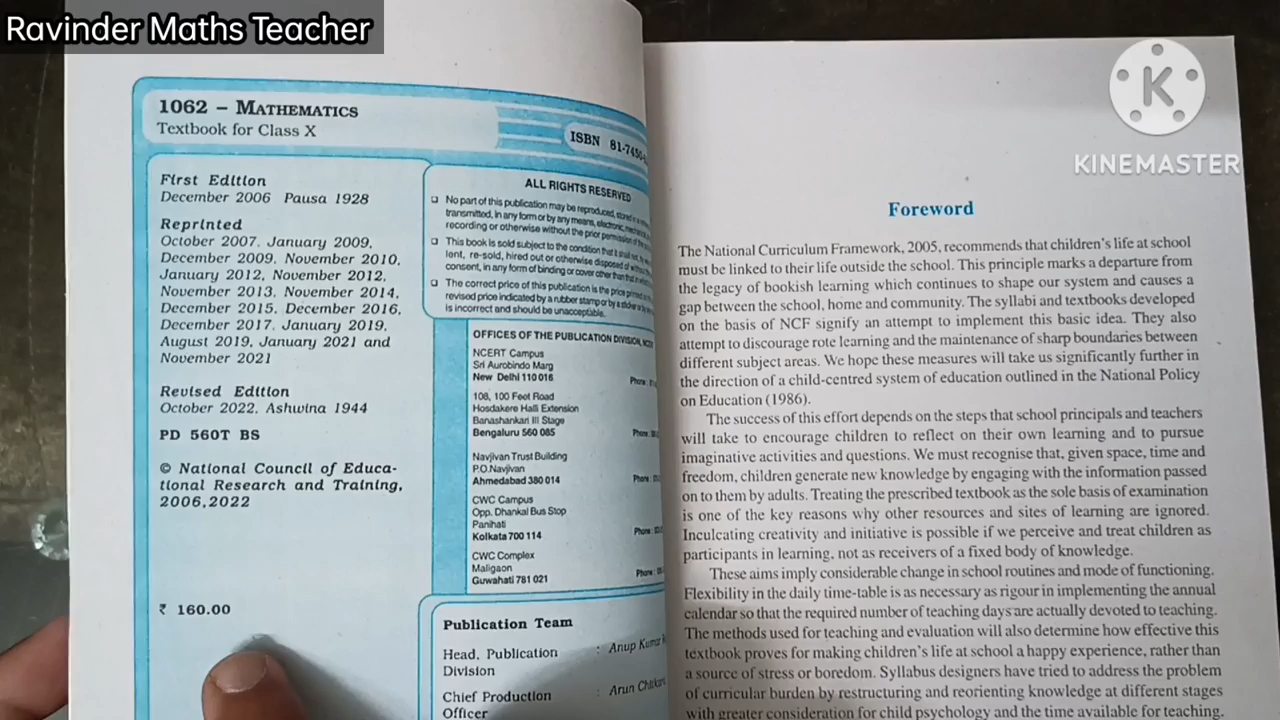 Ravinder Maths Teacher
KINEMASTER
1062 – MATHEMATICS
Textbook for Class X
ISBN 81-7450-
First Edition
December 2006 Pausa 1928
Reprinted
October 2007. January 2009,
December 2009. November 2010,
January 2012, November 2012,
November 2013. November 2014,
December 2015. December 2016,
December 2017. January 2019,
August 2019, January 2021 and
November 2021
Revised Edition
October 2022. Ashwina 1944
PD 560T BS
© National Council of Educa-
tional Research and Training,
2006,2022
₹ 160.00
ALL RIGHTS RESERVED
No part of this publication may be reproduced, stored in a
transmitted, in any form or by any means, electronic,
recording or otherwise without the prior permission of the
This book is sold subject to the condition that it shall not, by
lent, re-sold, hired out or otherwise disposed of without
consent, in any form of binding or cover other than that in
The correct price of this publication is the price printed
revised price indicated by a rubber stamp or by a sticker or by
is incorrect and should be unacceptable.
OFFICES OF THE PUBLICATION DIVISION,
NCERT Campus
Sri Aurobindo Marg
New Delhi 110 016
Phone :
108, 100 Feet Road
Hosdakere Halli Extension
Banashankari III Stage
Bengaluru 560 085
Phone :
Navjivan Trust Building
P.O.Navjivan
Ahmedabad 380 014
Phone :
CWC Campus
Opp. Dhankal Bus Stop
Panihati
Kolkata 700 114
Phone :
CWC Complex
Maligaon
Guwahati 781 021
Phone :
Publication Team
Head, Publication : Anup Kumar
Division
Chief Production : Arun
Officer
Foreword
The National Curriculum Framework, 2005, recommends that children's life at school
must be linked to their life outside the school. This principle marks a departure from
the legacy of bookish learning which continues to shape our system and causes a
gap between the school, home and community. The syllabi and textbooks developed
on the basis of NCF signify an attempt to implement this basic idea. They also
attempt to discourage rote learning and the maintenance of sharp boundaries between
different subject areas. We hope these measures will take us significantly further in
the direction of a child-centred system of education outlined in the National Policy
on Education (1986).
The success of this effort depends on the steps that school principals and teachers
will take to encourage children to reflect on their own learning and to pursue
imaginative activities and questions. We must recognise that, given space, time and
freedom, children generate new knowledge by engaging with the information passed
on to them by adults. Treating the prescribed textbook as the sole basis of examination
is one of the key reasons why other resources and sites of learning are ignored.
Inculcating creativity and initiative is possible if we perceive and treat children as
participants in learning, not as receivers of a fixed body of knowledge.
These aims imply considerable change in school routines and mode of functioning.
Flexibility in the daily time-table is as necessary as rigour in implementing the annual
calendar so that the required number of teaching days are actually devoted to teaching.
The methods used for teaching and evaluation will also determine how effective this
textbook proves for making children's life at school a happy experience, rather than
a source of stress or boredom. Syllabus designers have tried to address the problem
of curricular burden by restructuring and reorienting knowledge at different stages
with greater consideration for child psychology and the time available for teaching.